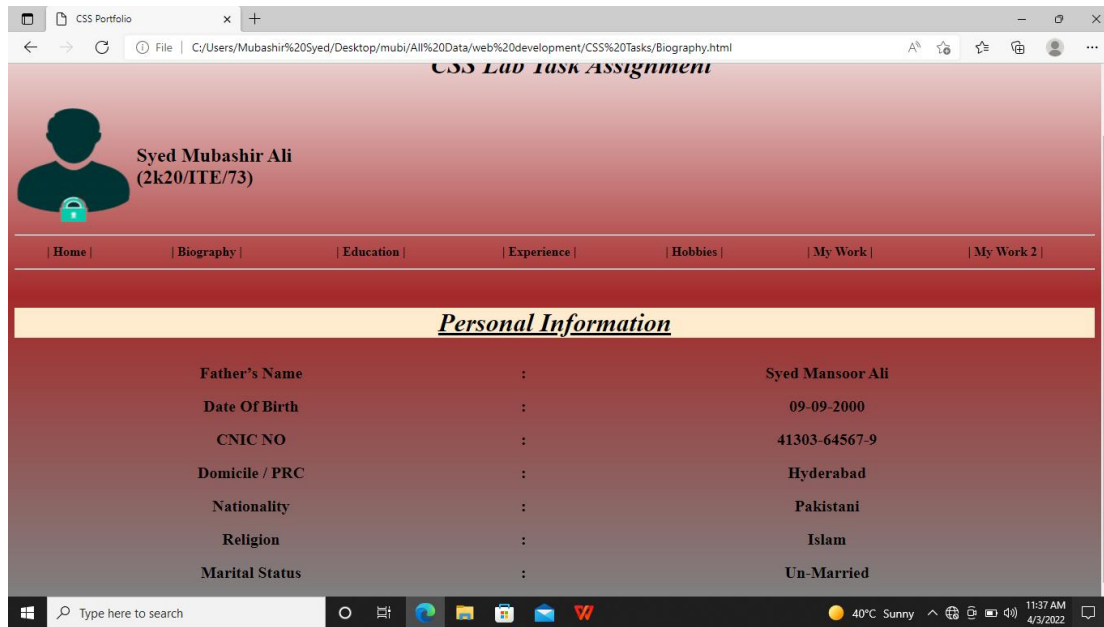 CSS Portfolio
File | C:/Users/Mubashir%20Syed/Desktop/mubi/All%20Data/web%20development/CSS%20Tasks/Biography.html
CSS Lab Task Assignment
Syed Mubashir Ali
(2k20/ITE/73)
| Home | | Biography | | Education | | Experience | | Hobbies | | My Work | | My Work 2 |
Personal Information
Father's Name : Syed Mansoor Ali
Date Of Birth : 09-09-2000
CNIC NO : 41303-64567-9
Domicile / PRC : Hyderabad
Nationality : Pakistani
Religion : Islam
Marital Status : Un-Married
Type here to search 40°C Sunny 11:37 AM
4/3/2022